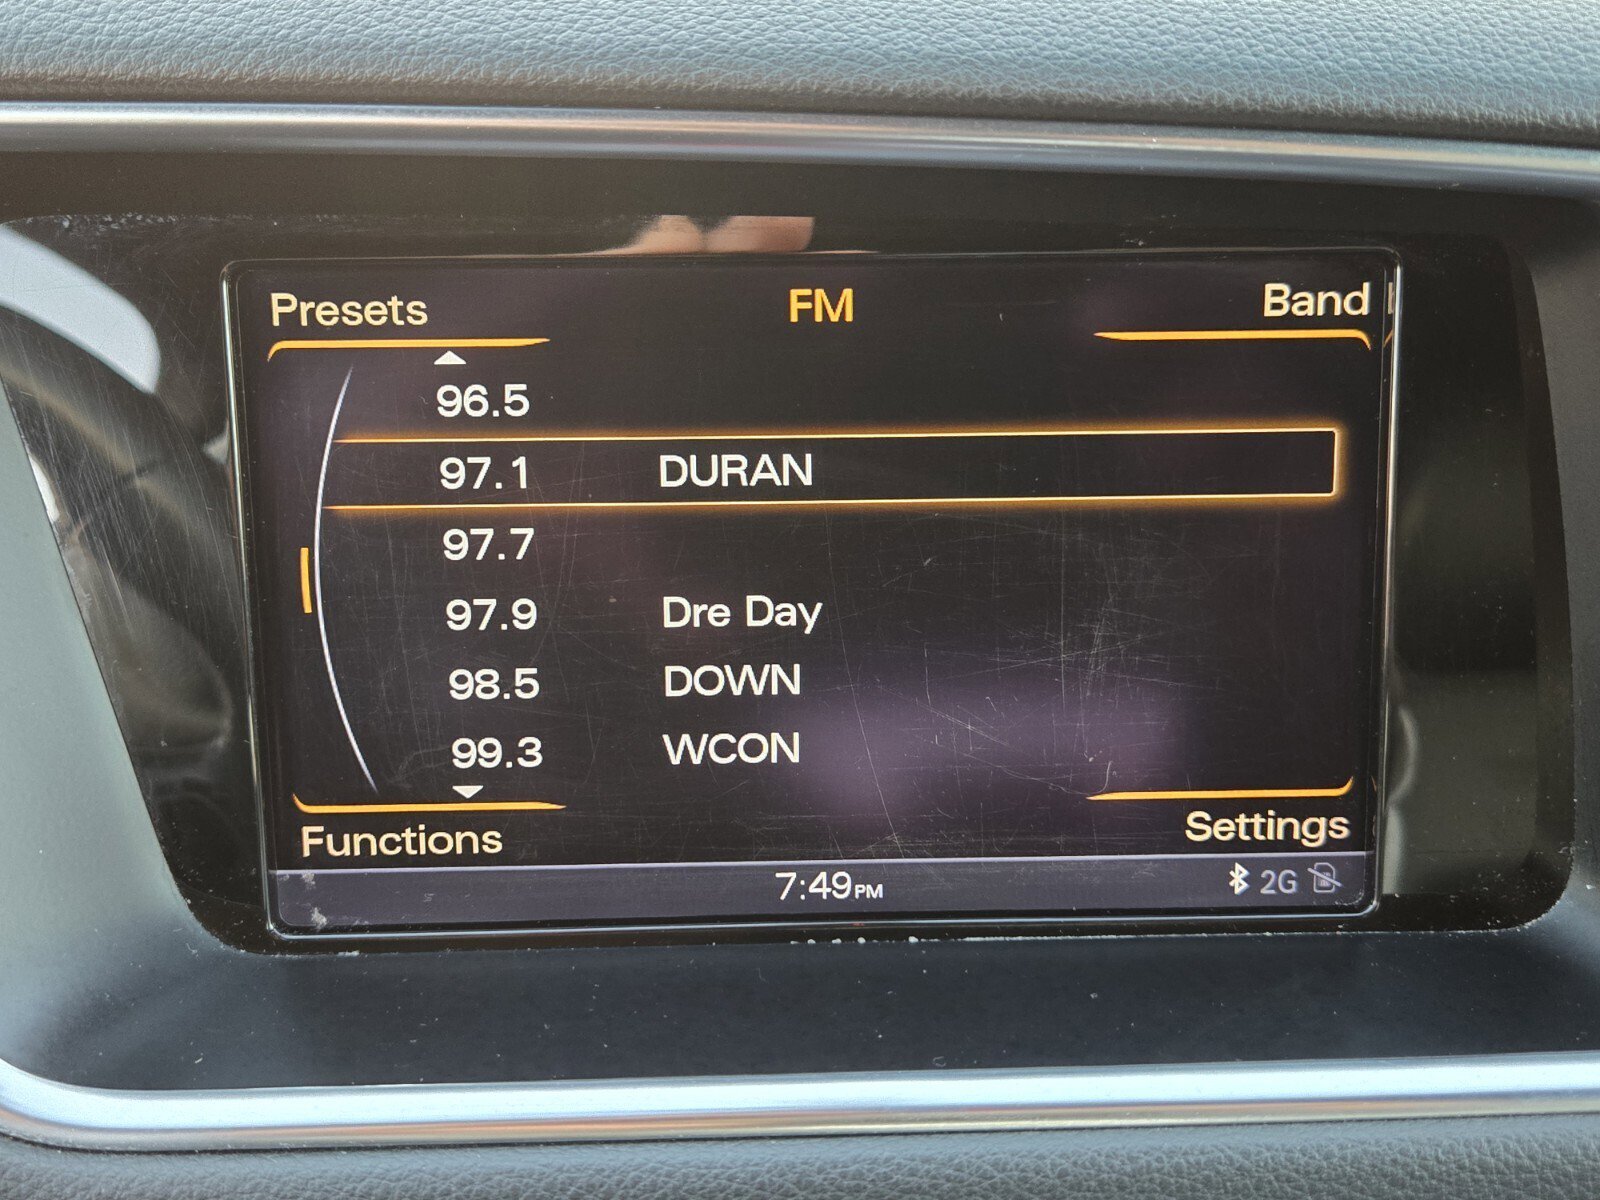 Presets FM Band
96.5
97.1 DURAN
97.7
97.9 Dre Day
98.5 DOWN
99.3 WCON
Functions Settings
7:49PM 2G